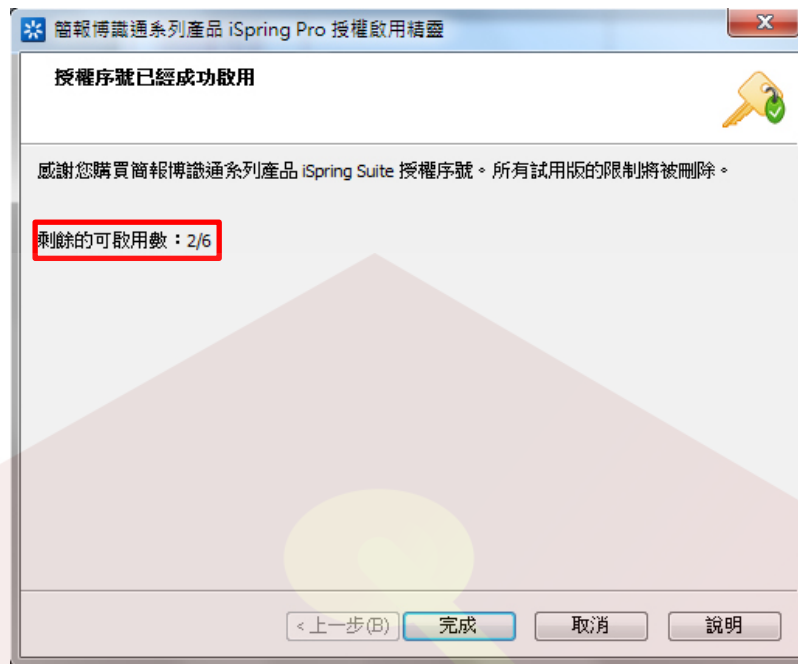 簡報博識通系列產品 iSpring Pro 授權啟用精靈
授權序號已經成功啟用
感謝您購買簡報博識通系列產品 iSpring Suite 授權序號。所有試用版的限制將被刪除。
剩餘的可啟用數：2/6
<上一步(B) 完成 取消 說明